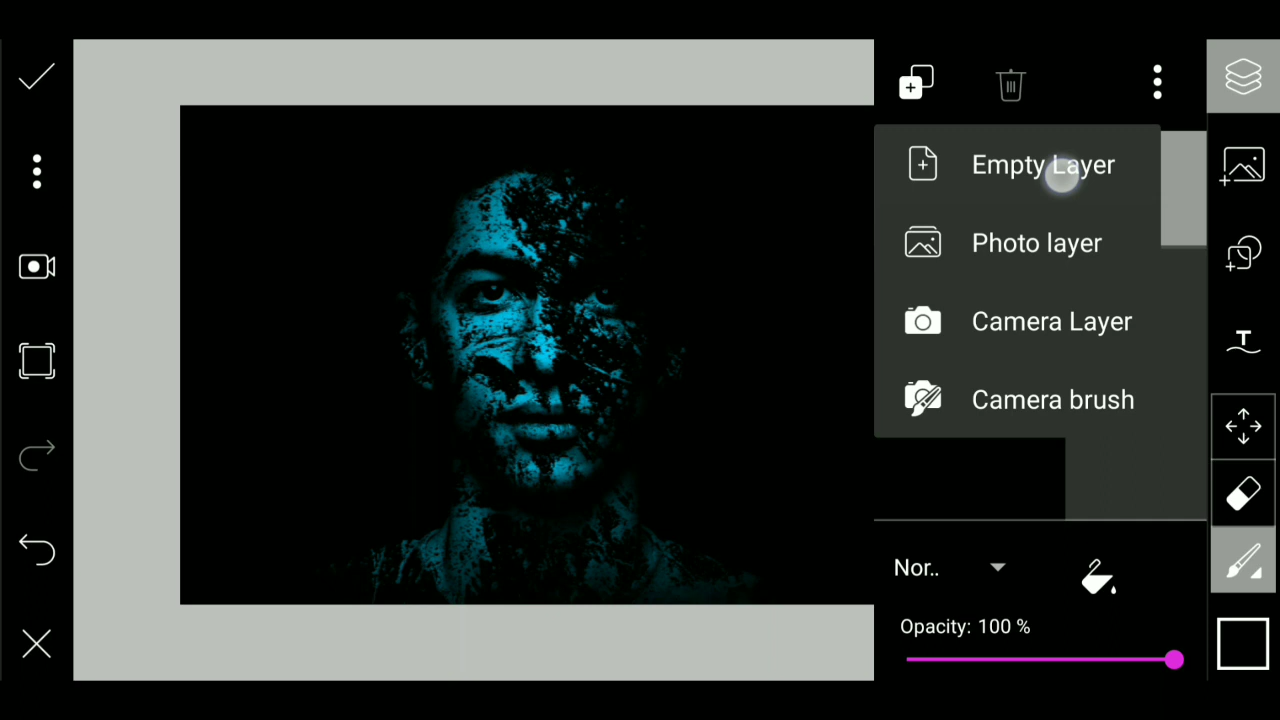 Empty Layer
Photo layer
Camera Layer
Camera brush
T
Nor..
Opacity: 100 %